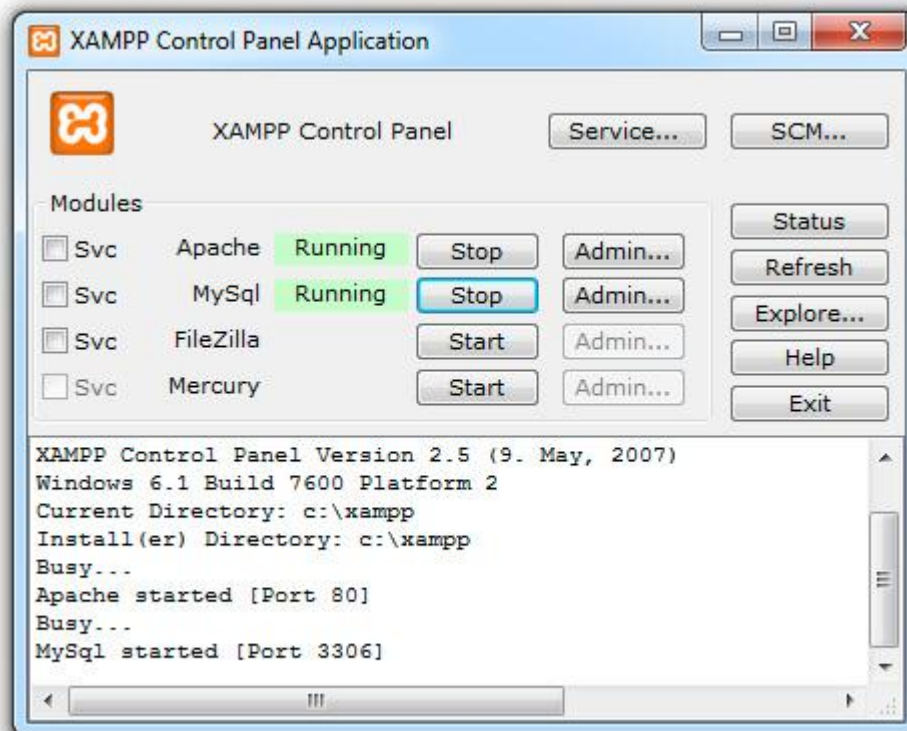 XAMPP Control Panel Application
XAMPP Control Panel Service... SCM...
Modules
Status
Svc Apache Running Stop Admin...
Refresh
Svc MySql Running Stop Admin...
Explore...
Svc FileZilla Start Admin...
Help
Svc Mercury Start Admin...
Exit
XAMPP Control Panel Version 2.5 (9. May, 2007)
Windows 6.1 Build 7600 Platform 2
Current Directory: c:\xampp
Install(er) Directory: c:\xampp
Busy...
Apache started [Port 80]
Busy...
MySql started [Port 3306]